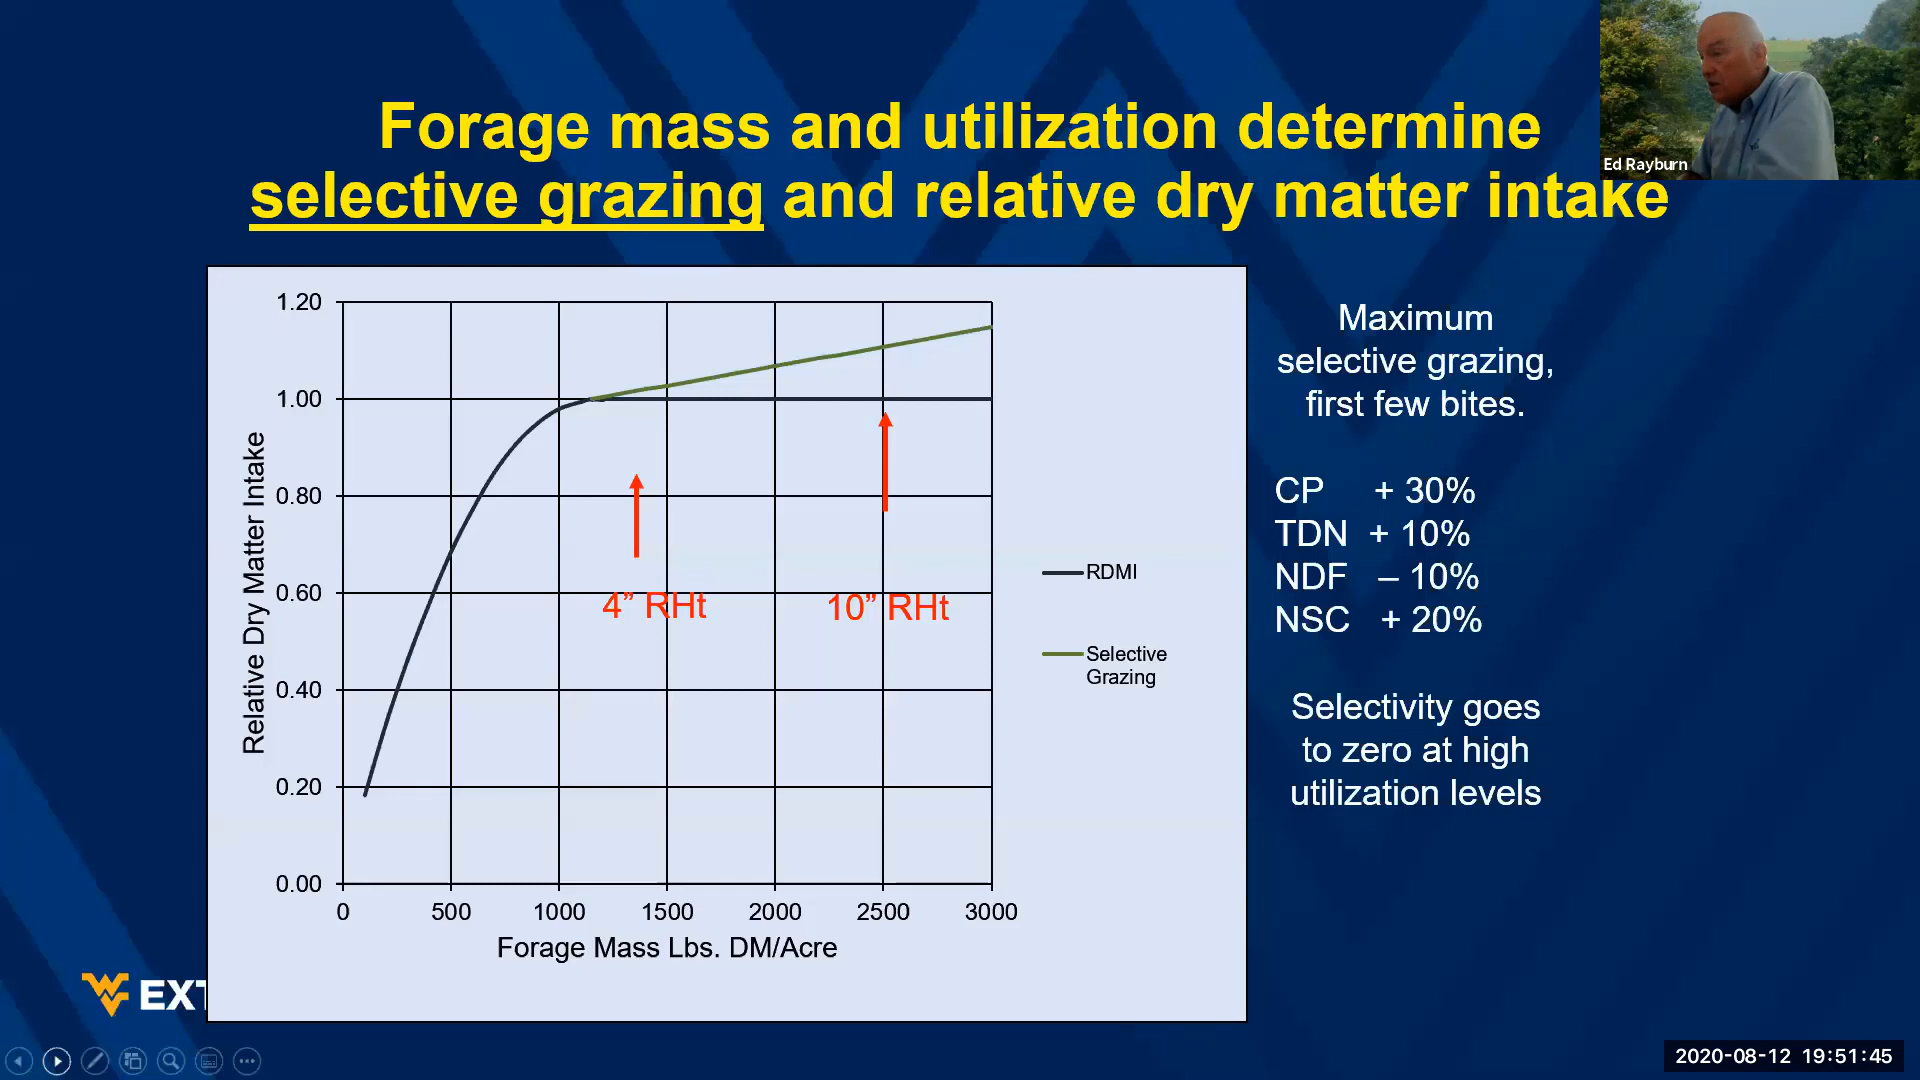 Forage mass and utilization determine
selective grazing and relative dry matter intake
Ed Rayburn
1.20
1.00
0.80
0.60
0.40
0.20
0.00
Relative Dry Matter Intake
0 500 1000 1500 2000 2500 3000
Forage Mass Lbs. DM/Acre
4” RHt
10” RHt
RDMI
Selective
Grazing
Maximum
selective grazing,
first few bites.
CP + 30%
TDN + 10%
NDF – 10%
NSC + 20%
Selectivity goes
to zero at high
utilization levels
2020-08-12 19:51:45